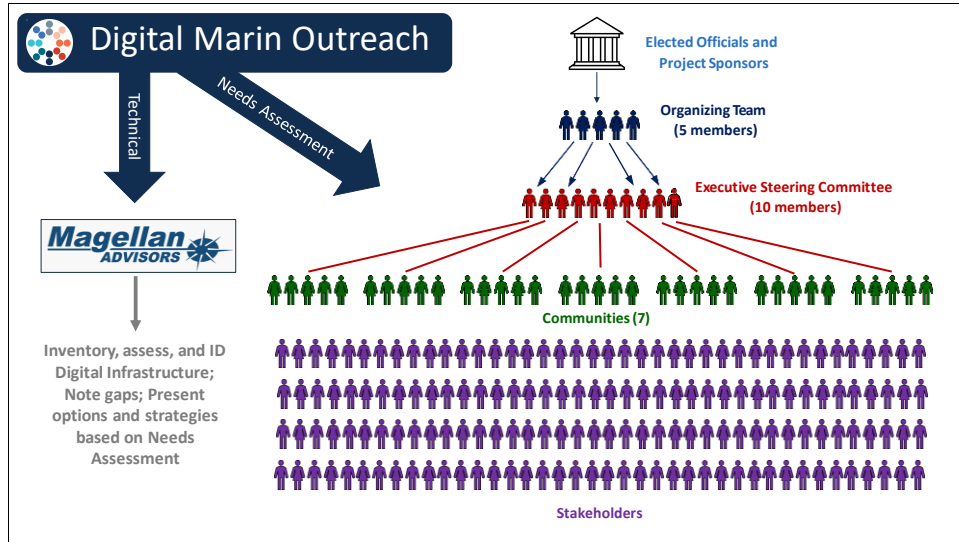 Digital Marin Outreach
Technical
Needs Assessment
Magellan
ADVISORS
Inventory, assess, and ID
Digital Infrastructure;
Note gaps; Present
options and strategies
based on Needs
Assessment
Elected Officials and
Project Sponsors
Organizing Team
(5 members)
Executive Steering Committee
(10 members)
Communities (7)
Stakeholders